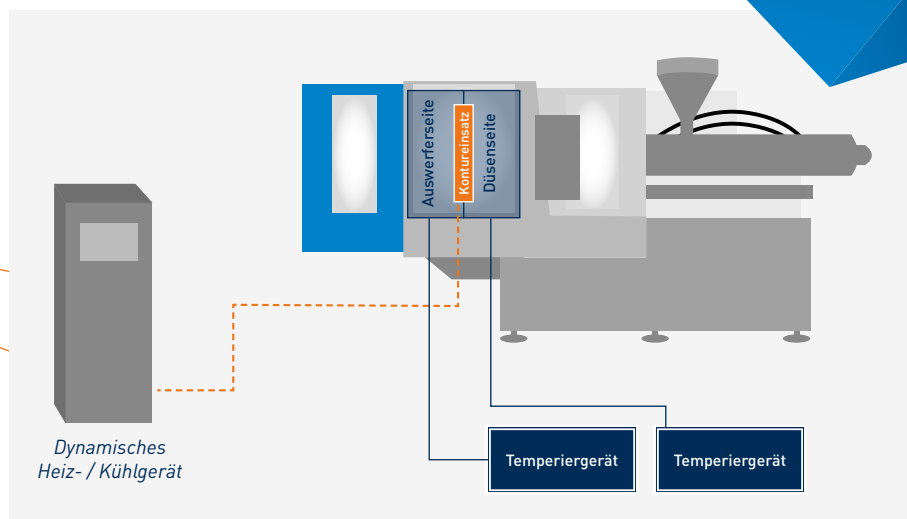 Auswerferseite
Kontureinsatz
Düsenseite
Dynamisches
Heiz- / Kühlgerät
Temperiergerät
Temperiergerät